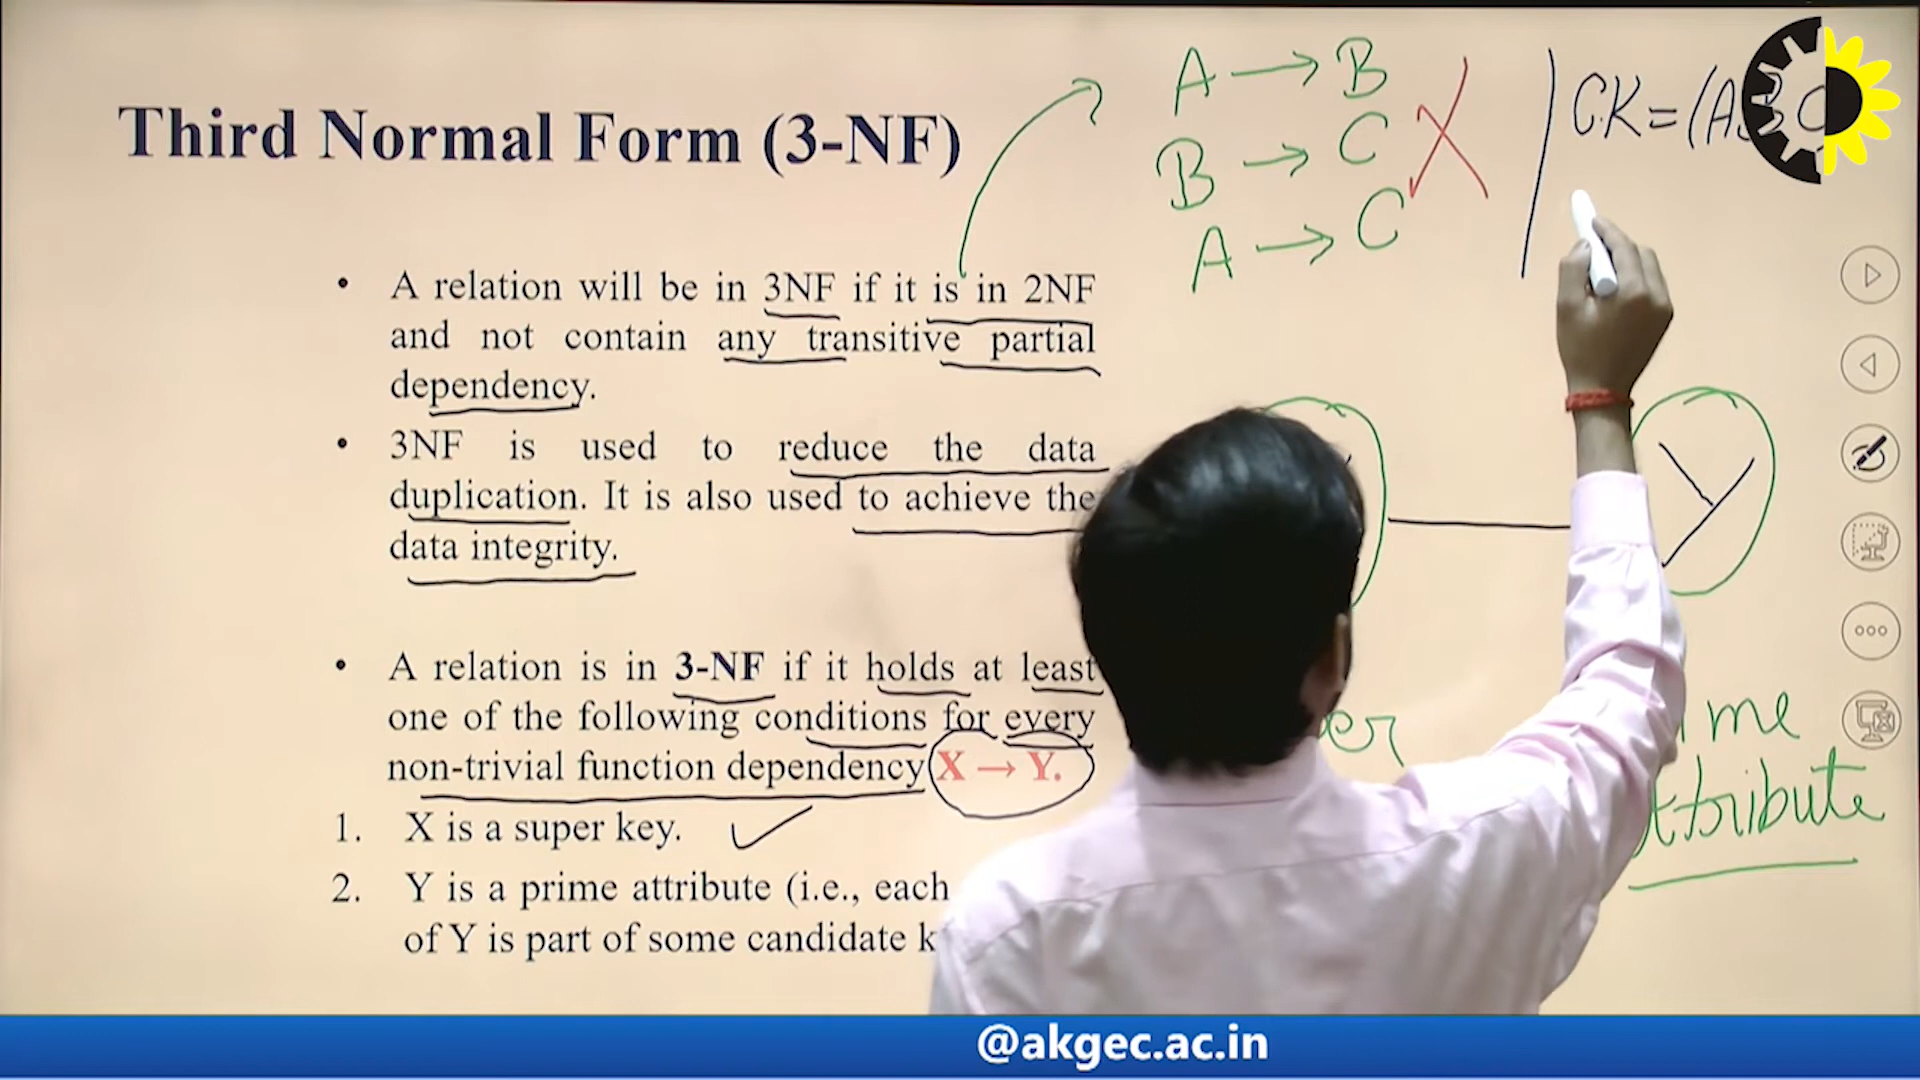 Third Normal Form (3-NF)
A → B
B → C
A → C
C.K = (AB C
• A relation will be in 3NF if it is in 2NF
and not contain any transitive partial
dependency.
• 3NF is used to reduce the data
duplication. It is also used to achieve the
data integrity.
Y
• A relation is in 3-NF if it holds at least
one of the following conditions for every
non-trivial function dependency X → Y.
1. X is a super key.
2. Y is a prime attribute (i.e., each
of Y is part of some candidate k
@akgec.ac.in